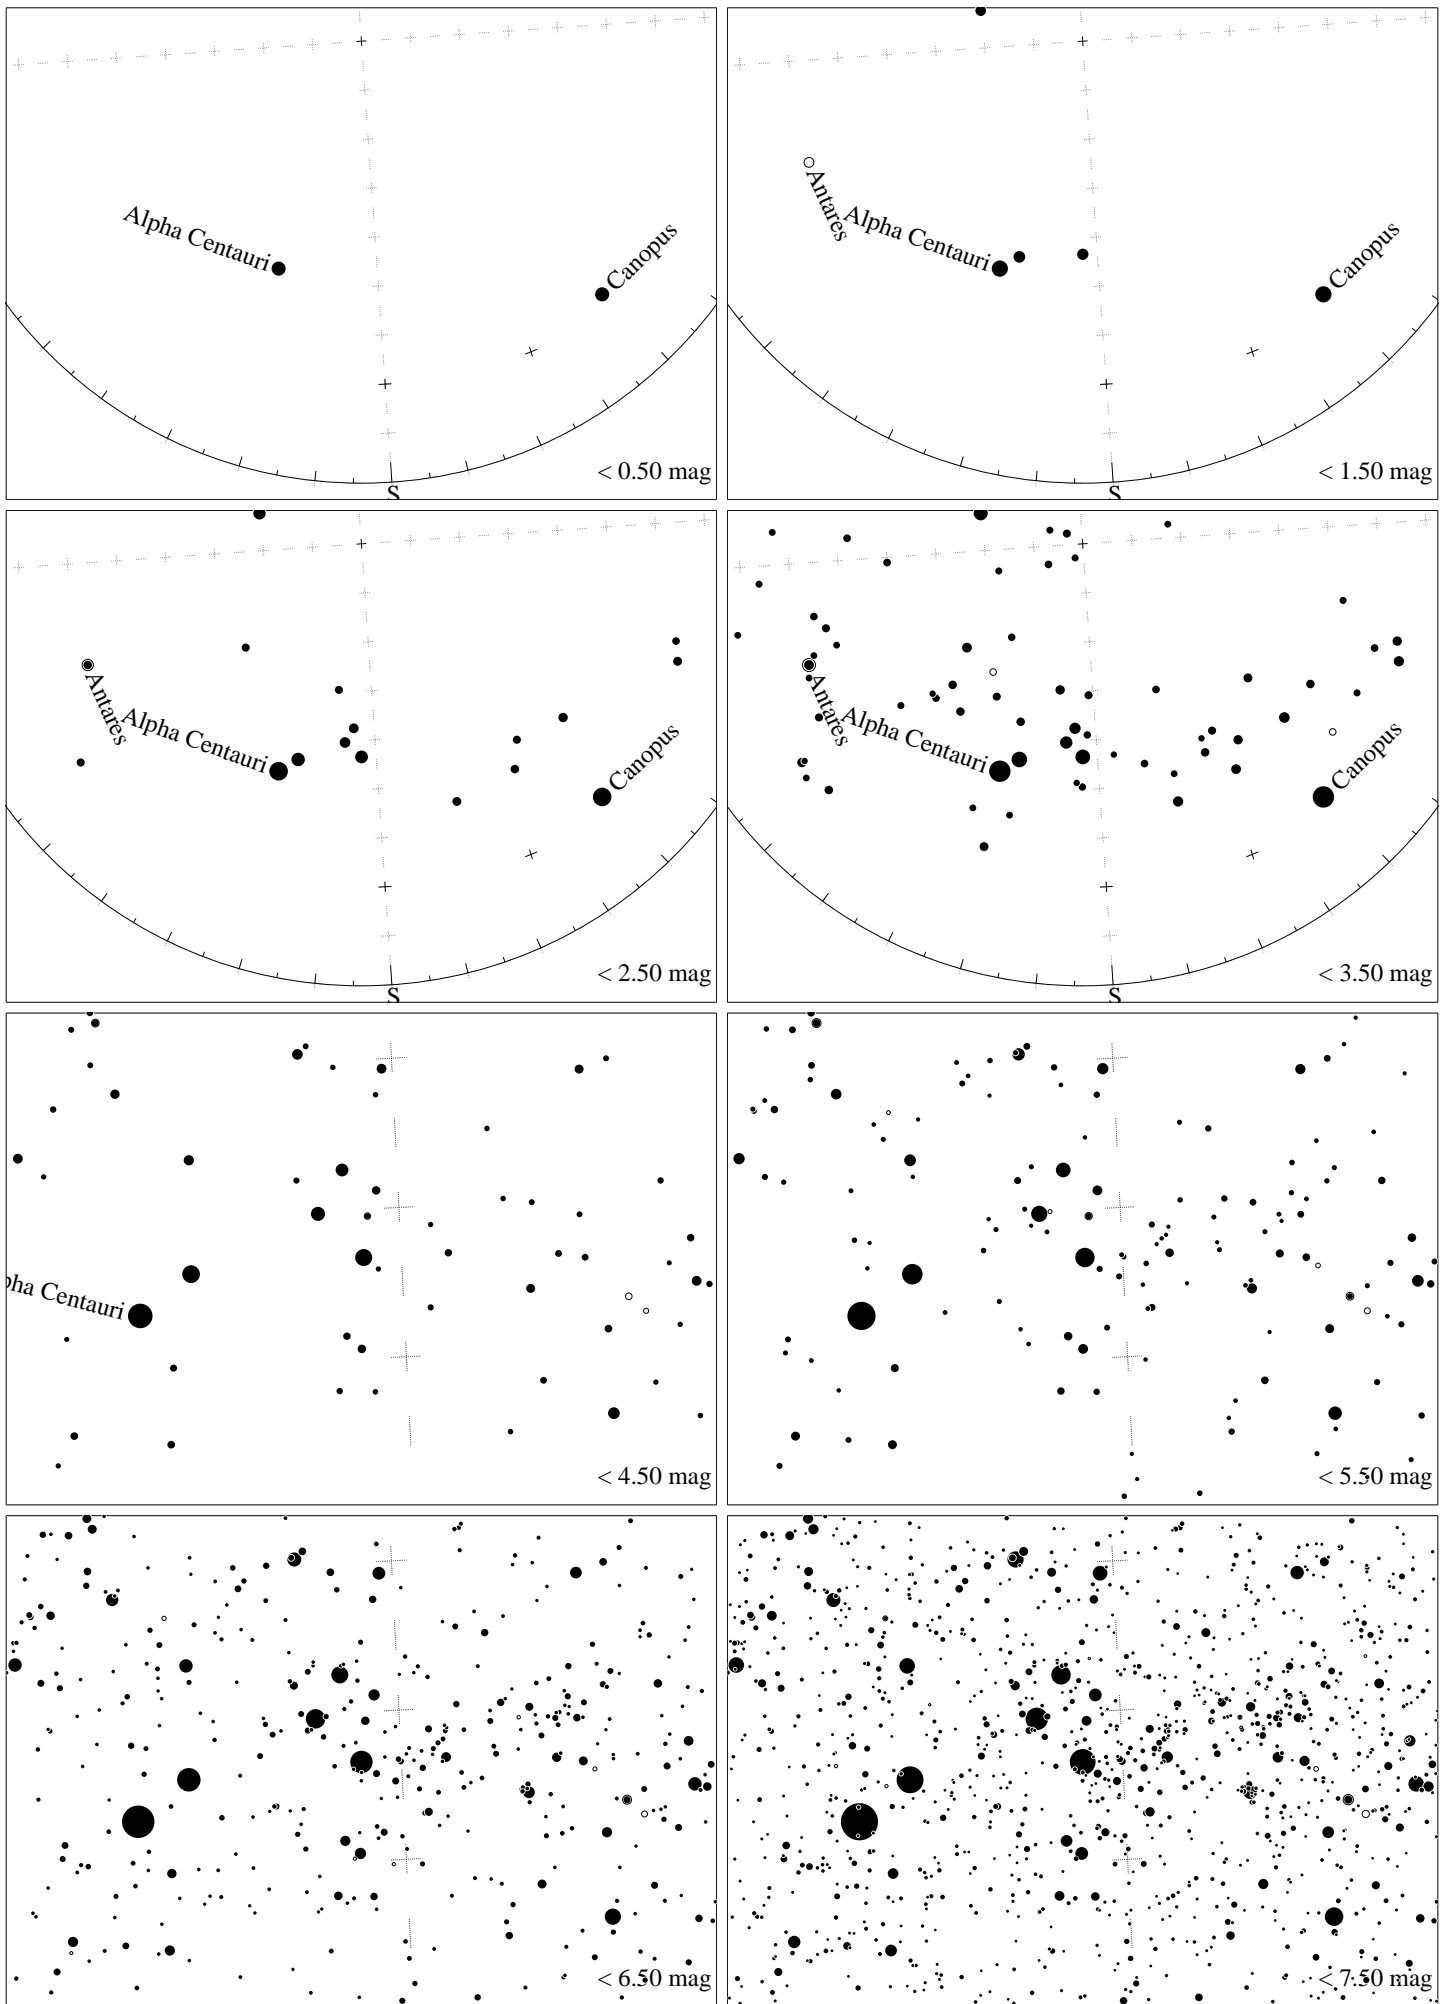 Alpha Centauri
Canopus
S
< 0.50 mag
Antares
Alpha Centauri
Canopus
S
< 1.50 mag
Antares
Alpha Centauri
Canopus
S
< 2.50 mag
Antares
Alpha Centauri
Canopus
S
< 3.50 mag
pha Centauri
< 4.50 mag
< 5.50 mag
< 6.50 mag
< 7.50 mag